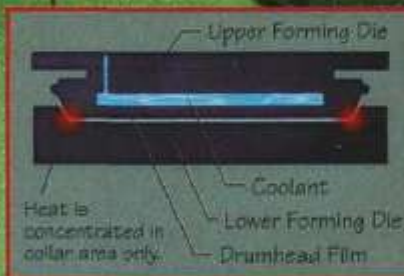 Upper Forming Die
Coolant
Heat is
concentrated in
collar area only.
Lower Forming Die
Drumhead Film